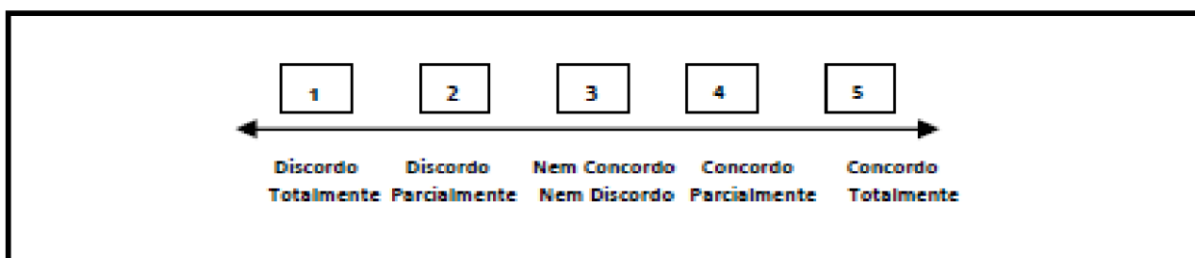 1 2 3 4 5
Discordo Discordo Nem Concordo Concordo Concordo
Totalmente Parcialmente Nem Discordo Parcialmente Totalmente